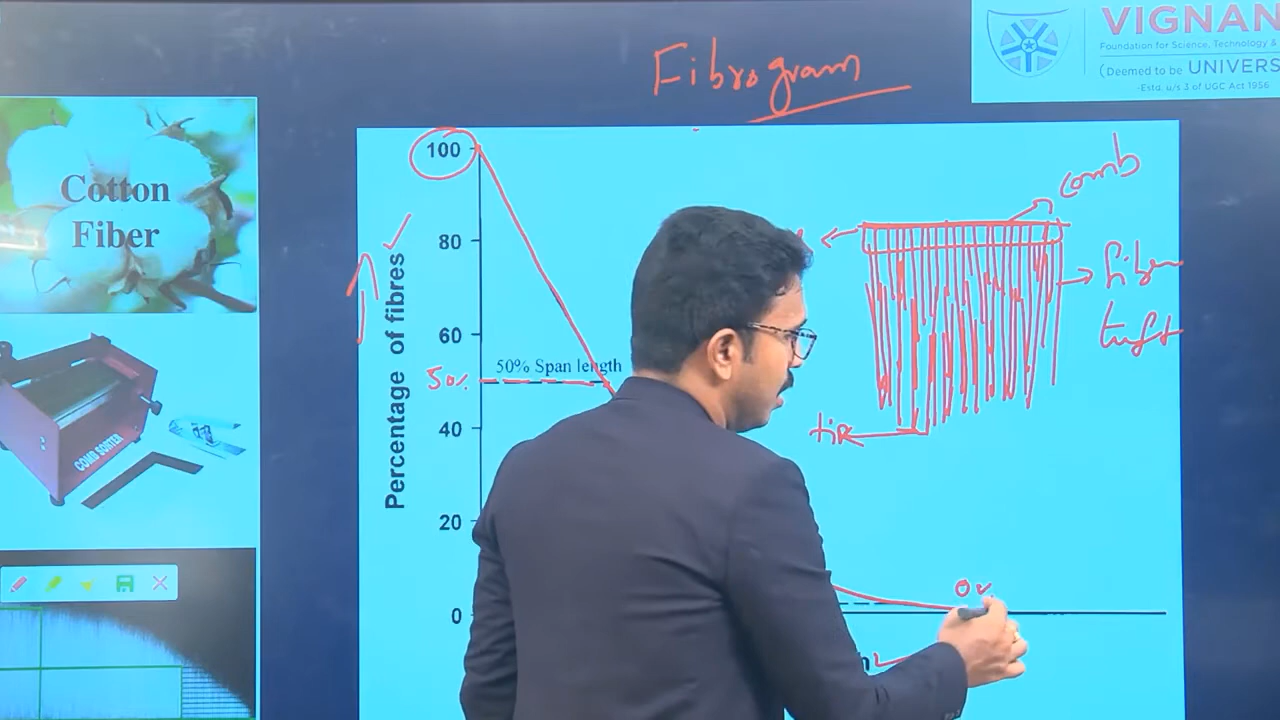 Fibrogram
VIGNAN
Foundation for Science, Technology &
(Deemed to be UNIVERS
-Estd. u/s 3 of UGC Act 1956
Cotton
Fiber
COMB SORTER
Percentage of fibres
100
80
60
50%
50% Span length
40
20
0
0%
comb
Fiber
tuft
tip